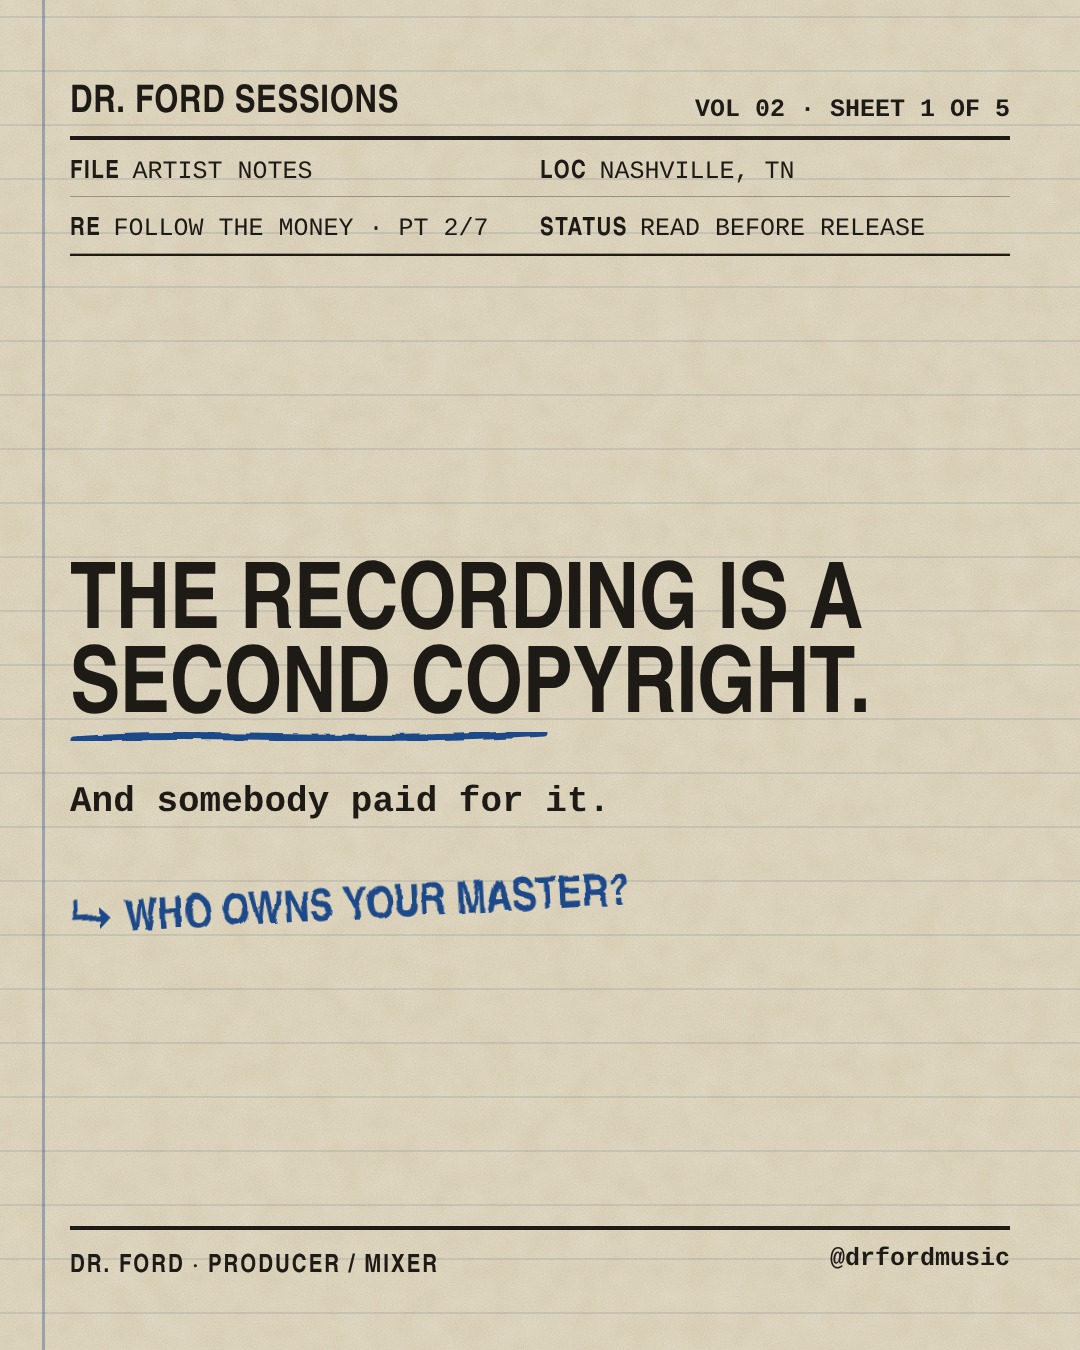 DR. FORD SESSIONS
VOL 02 · SHEET 1 OF 5
FILE ARTIST NOTES
LOC NASHVILLE, TN
RE FOLLOW THE MONEY · PT 2/7
STATUS READ BEFORE RELEASE
THE RECORDING IS A
SECOND COPYRIGHT.
And somebody paid for it.
↳ WHO OWNS YOUR MASTER?
DR. FORD · PRODUCER / MIXER
@drfordmusic